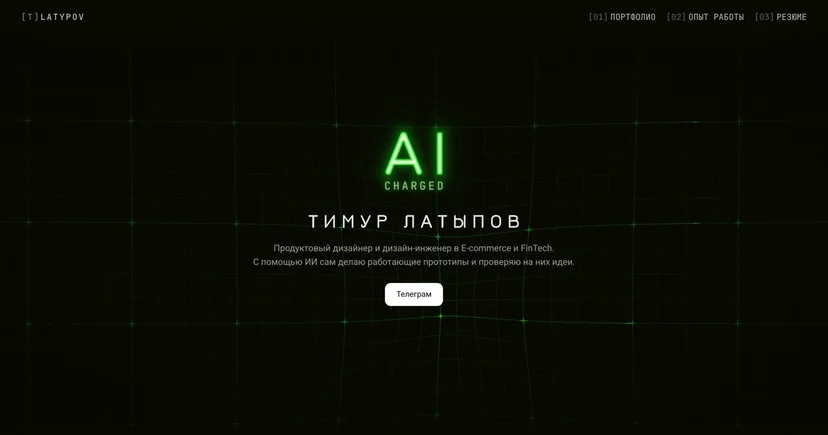 [T]LATYPOV
[01] ПОРТФОЛИО [02] ОПЫТ РАБОТЫ [03] РЕЗЮМЕ
AI
CHARGED
ТИМУР ЛАТЫПОВ
Продуктовый дизайнер и дизайн-инженер в E-commerce и FinTech.
С помощью ИИ сам делаю работающие прототипы и проверяю на них идеи.
Телеграм